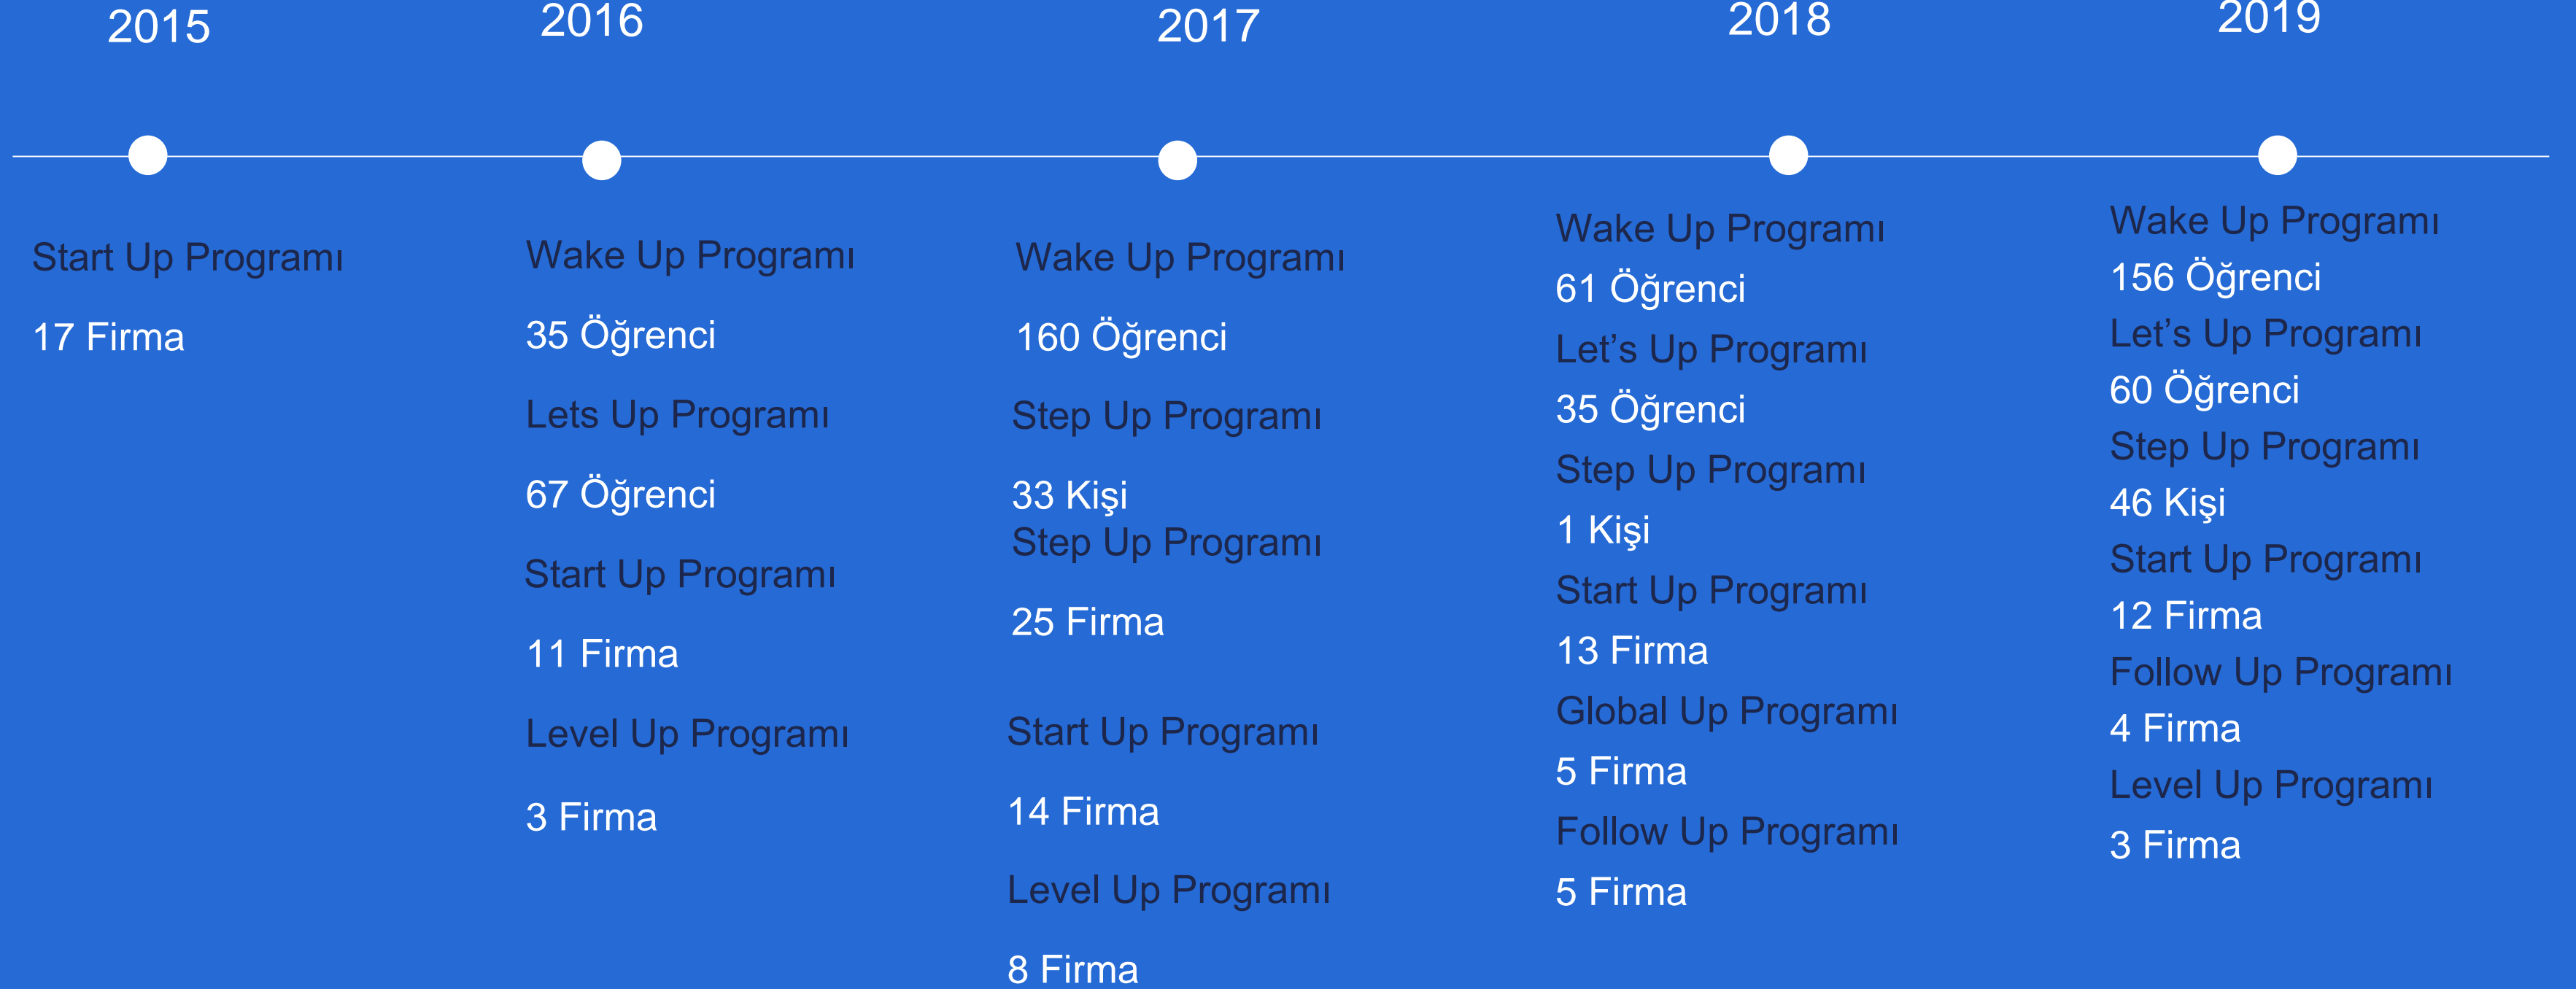 2015
2016
2017
2018
2019
Start Up Programı
17 Firma
Wake Up Programı
35 Öğrenci
Lets Up Programı
67 Öğrenci
Start Up Programı
11 Firma
Level Up Programı
3 Firma
Wake Up Programı
160 Öğrenci
Step Up Programı
33 Kişi
Step Up Programı
25 Firma
Start Up Programı
14 Firma
Level Up Programı
8 Firma
Wake Up Programı
61 Öğrenci
Let’s Up Programı
35 Öğrenci
Step Up Programı
1 Kişi
Start Up Programı
13 Firma
Global Up Programı
5 Firma
Follow Up Programı
5 Firma
Wake Up Programı
156 Öğrenci
Let’s Up Programı
60 Öğrenci
Step Up Programı
46 Kişi
Start Up Programı
12 Firma
Follow Up Programı
4 Firma
Level Up Programı
3 Firma